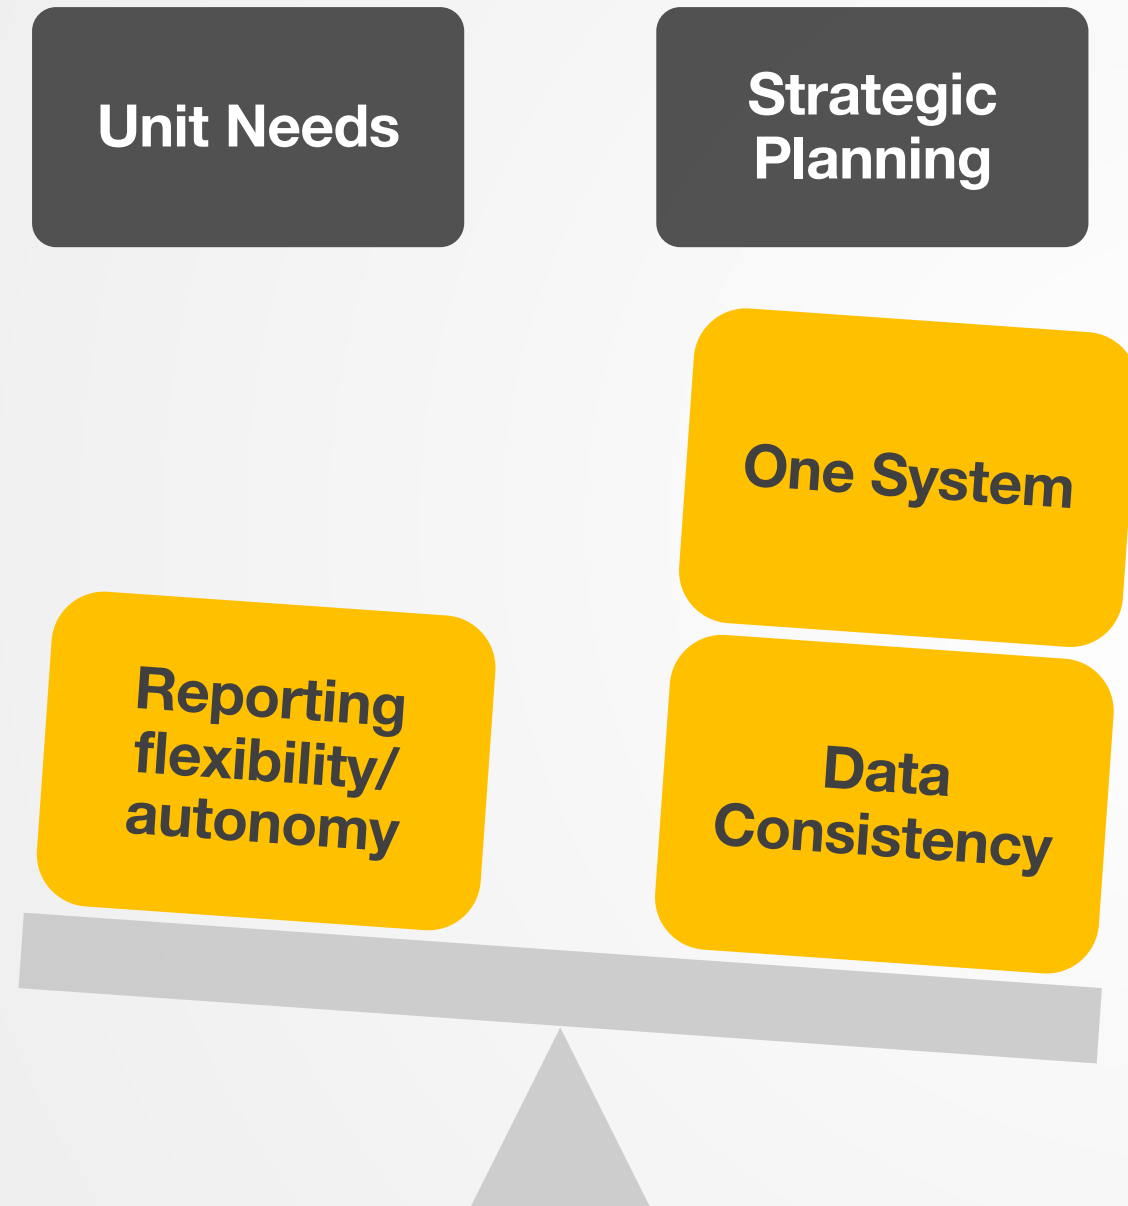 Unit Needs
Strategic
Planning
One System
Reporting
flexibility/
autonomy
Data
Consistency